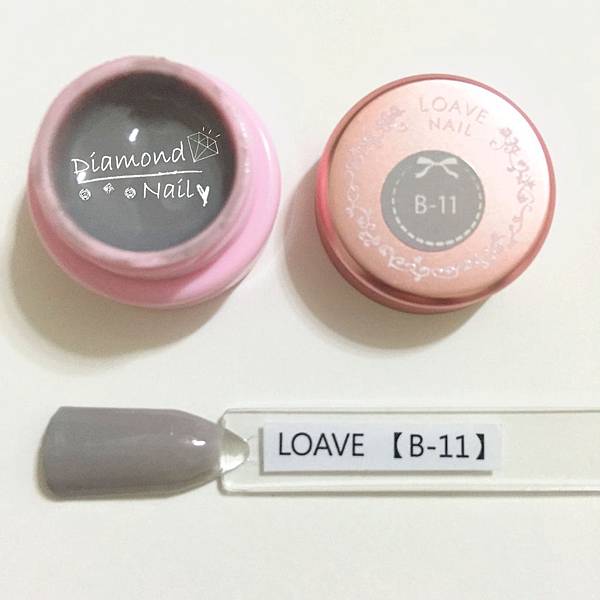 Diamond
Nail
LOAVE
NAIL
B-11
LOAVE【B-11】